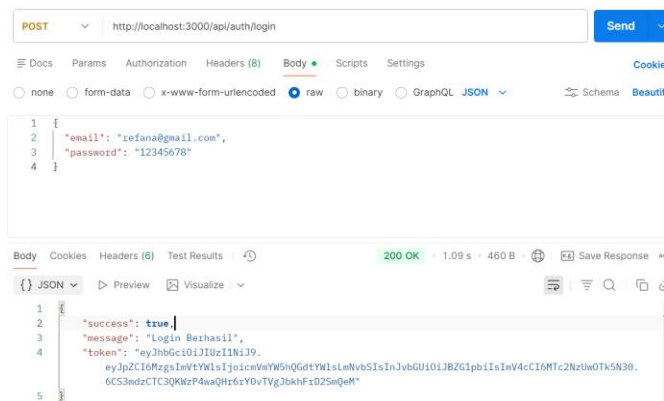 POST http://localhost:3000/api/auth/login Send
Docs Params Authorization Headers (8) Body Scripts Settings Cookie
none form-data x-www-form-urlencoded raw binary GraphQL JSON Schema Beautif
1 {
2 "email": "refana@gmail.com",
3 "password": "12345678"
4 }
Body Cookies Headers (6) Test Results 200 OK 1.09 s 460 B Save Response
{} JSON Preview Visualize
1 {
2 "success": true,
3 "message": "Login Berhasil",
4 "token": "eyJhbGciOiJIUzI1NiJ9.
eyJpZCI6MzgsImVtYWlsIjoicmVmYW5hQGdtYWlsLmNvbSIsInJvbGUiOiJBZG1pbiIsImV4cCI6MTc2NzUwOTk5N30.
6CS3mdzCTC3QKWzP4waQHr6rYOvTVgJbkhFrD2SmQeM"
5 }